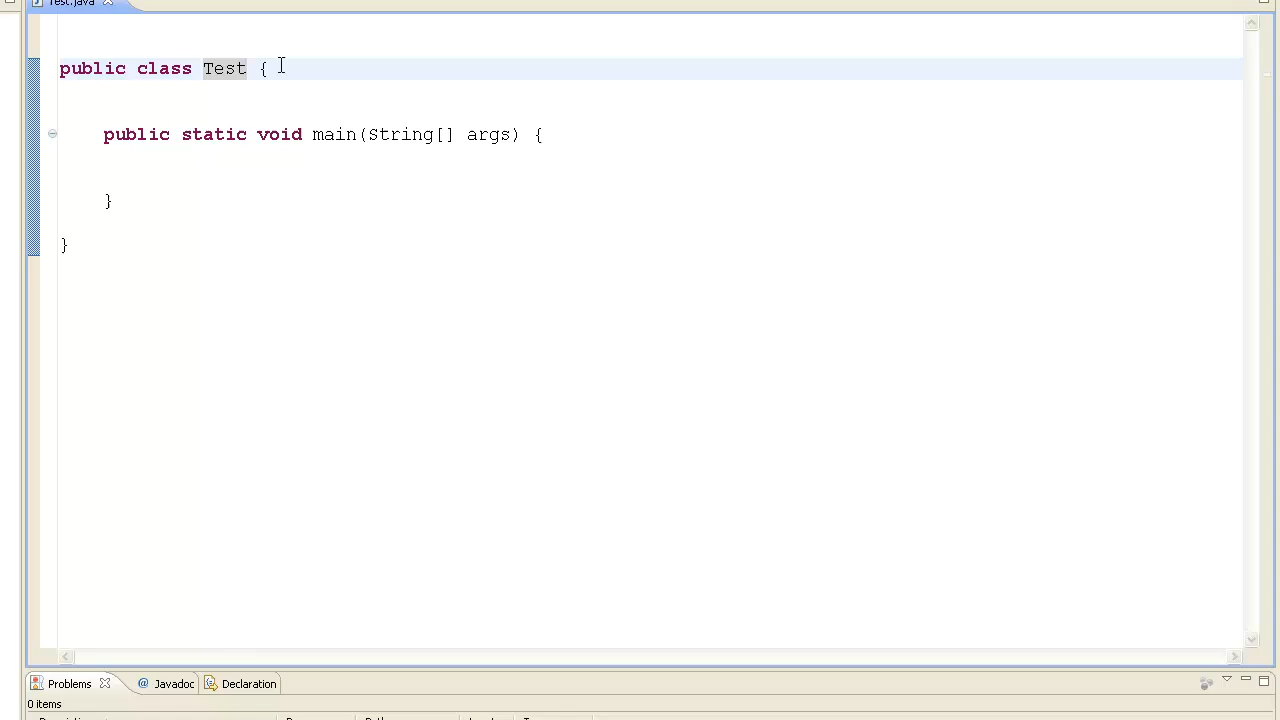 Test.java
public class Test {
public static void main(String[] args) {
}
}
Problems
Javadoc
Declaration
0 items